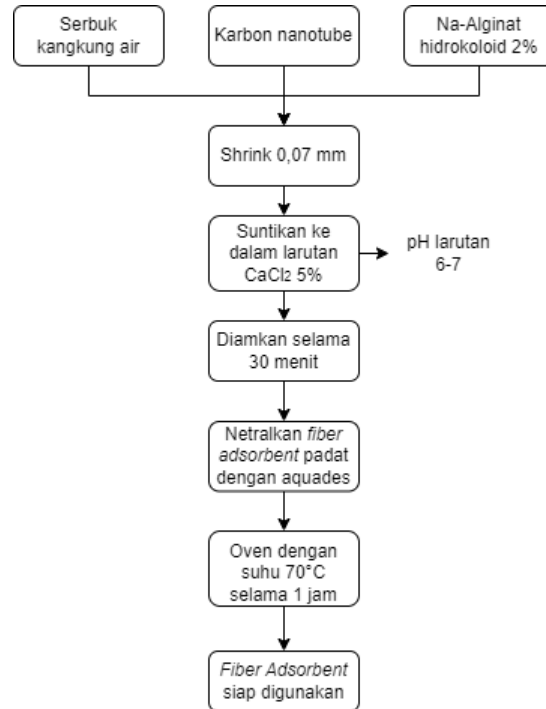 Serbuk
kangkung air
Karbon nanotube
Na-Alginat
hidrokoloid 2%
Shrink 0,07 mm
Suntikan ke
dalam larutan
CaCl₂ 5%
pH larutan
6-7
Diamkan selama
30 menit
Netralkan fiber
adsorbent padat
dengan aquades
Oven dengan
suhu 70°C
selama 1 jam
Fiber Adsorbent
siap digunakan